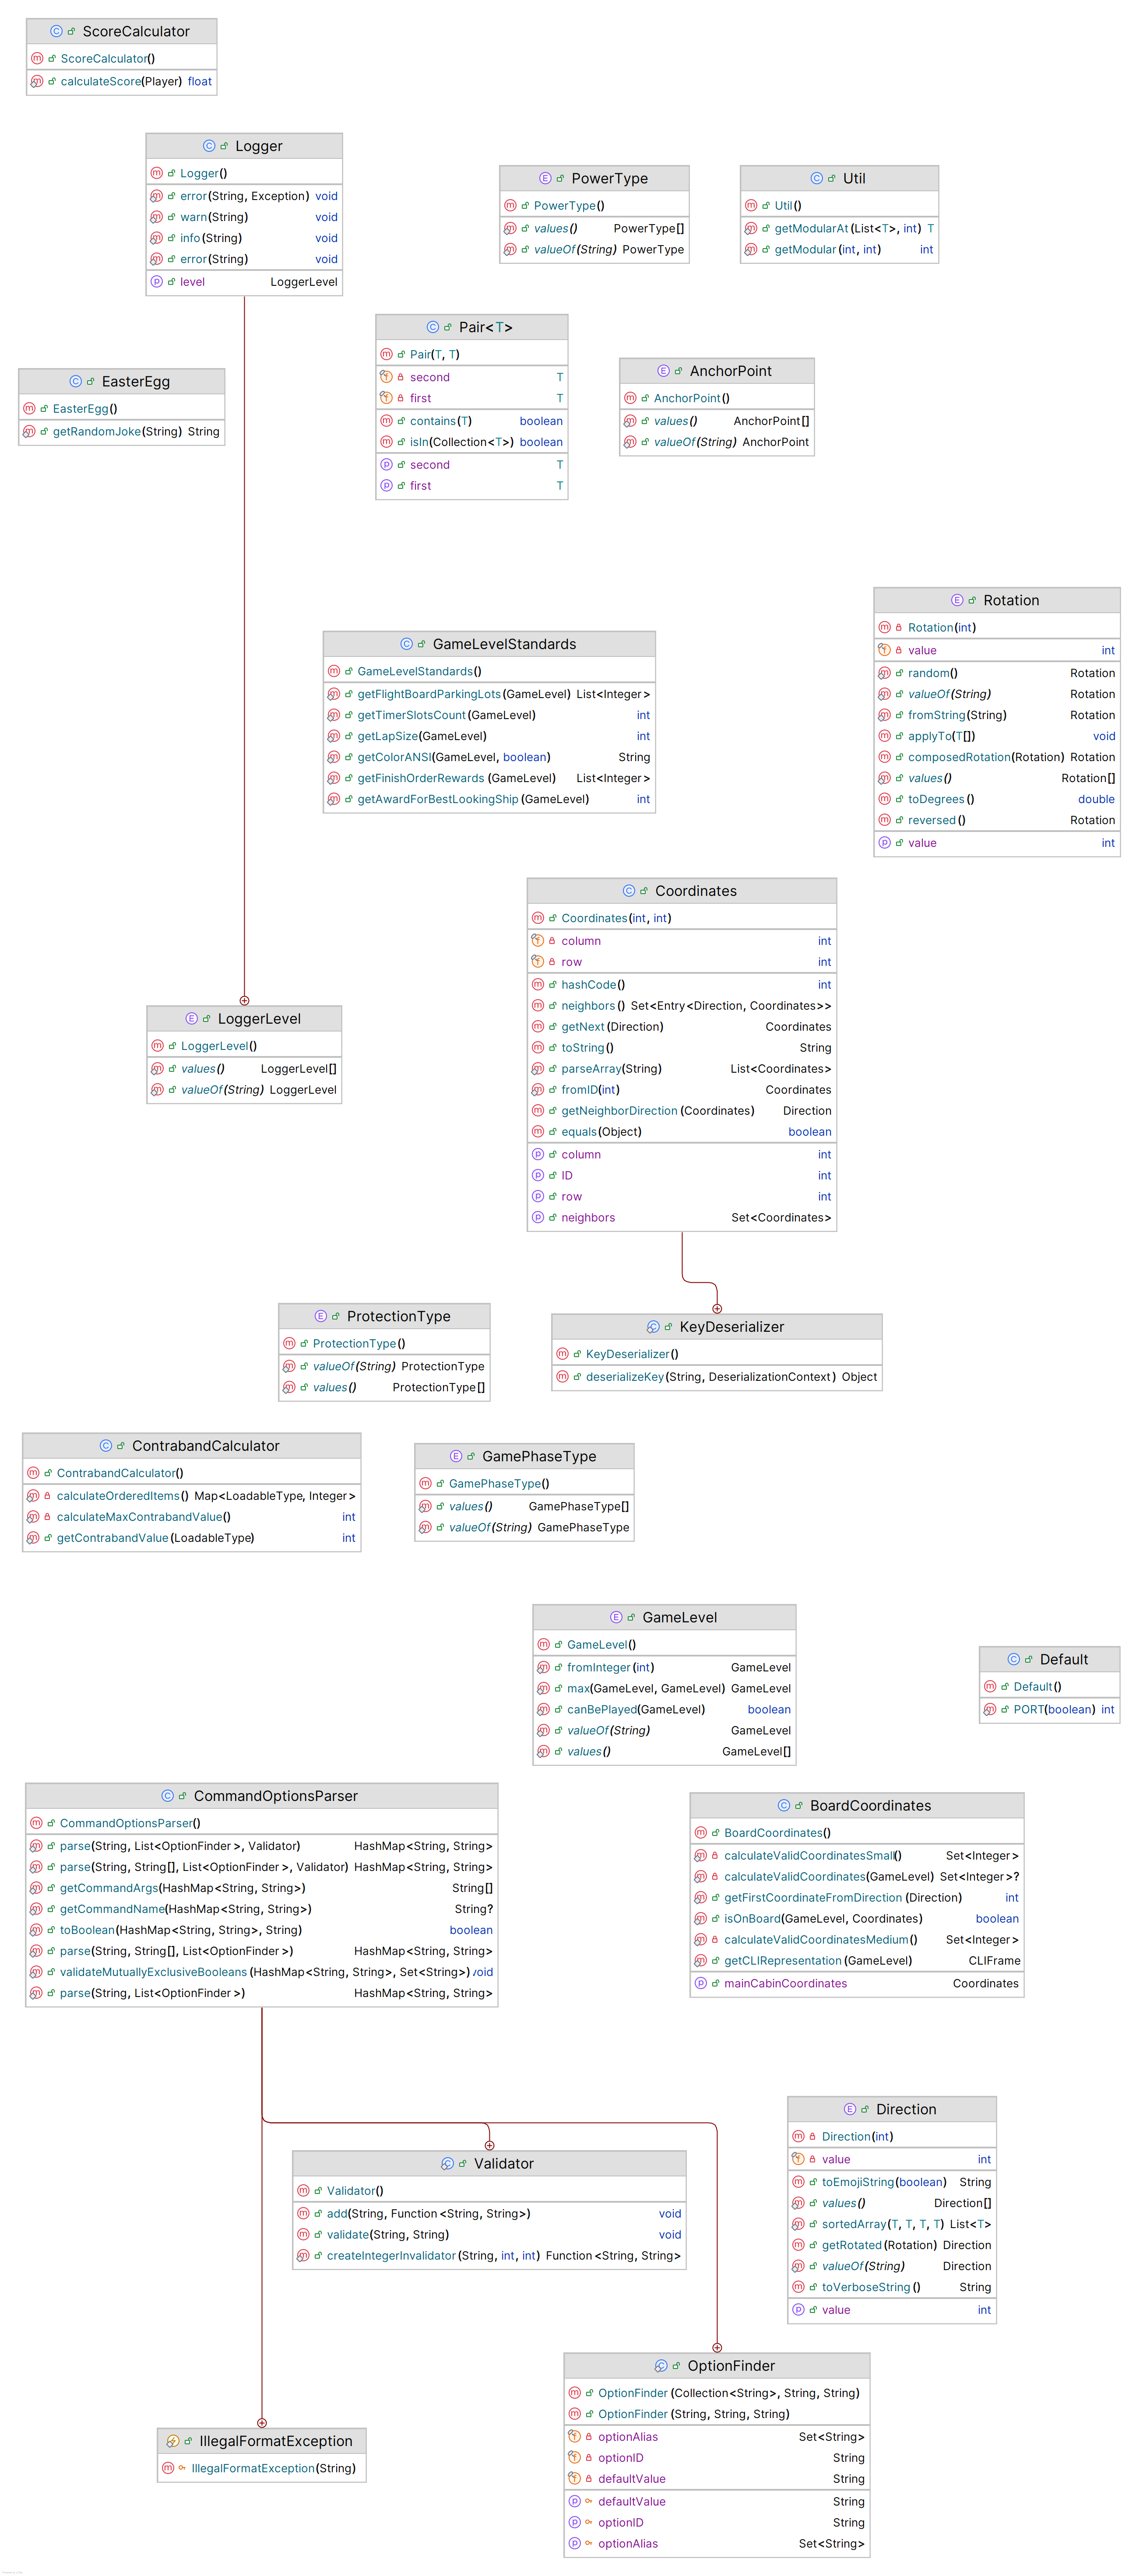 ScoreCalculator
ScoreCalculator()
calculateScore(Player) float
Logger
Logger()
error(String, Exception) void
warn(String) void
info(String) void
error(String) void
level LoggerLevel
PowerType
PowerType()
values() PowerType[]
valueOf(String) PowerType
Util
Util()
getModularAt(List<T>, int) T
getModular(int, int) int
Pair<T>
Pair(T, T)
second T
first T
contains(T) boolean
isIn(Collection<T>) boolean
second T
first T
EasterEgg
EasterEgg()
getRandomJoke(String) String
AnchorPoint
AnchorPoint()
values() AnchorPoint[]
valueOf(String) AnchorPoint
Rotation
Rotation(int)
value int
random() Rotation
valueOf(String) Rotation
fromString(String) Rotation
applyTo(T[]) void
composedRotation(Rotation) Rotation
values() Rotation[]
toDegrees() double
reversed() Rotation
value int
GameLevelStandards
GameLevelStandards()
getFlightBoardParkingLots(GameLevel) List<Integer>
getTimerSlotsCount(GameLevel) int
getLapSize(GameLevel) int
getColorANSI(GameLevel, boolean) String
getFinishOrderRewards(GameLevel) List<Integer>
getAwardForBestLookingShip(GameLevel) int
Coordinates
Coordinates(int, int)
column int
row int
hashCode() int
neighbors() Set<Entry<Direction, Coordinates>>
getNext(Direction) Coordinates
toString() String
parseArray(String) List<Coordinates>
fromID(int) Coordinates
getNeighborDirection(Coordinates) Direction
equals(Object) boolean
column int
ID int
row int
neighbors Set<Coordinates>
LoggerLevel
LoggerLevel()
values() LoggerLevel[]
valueOf(String) LoggerLevel
ProtectionType
ProtectionType()
valueOf(String) ProtectionType
values() ProtectionType[]
KeyDeserializer
KeyDeserializer()
deserializeKey(String, DeserializationContext) Object
ContrabandCalculator
ContrabandCalculator()
calculateOrderedItems() Map<LoadableType, Integer>
calculateMaxContrabandValue() int
getContrabandValue(LoadableType) int
GamePhaseType
GamePhaseType()
values() GamePhaseType[]
valueOf(String) GamePhaseType
GameLevel
GameLevel()
fromInteger(int) GameLevel
max(GameLevel, GameLevel) GameLevel
canBePlayed(GameLevel) boolean
valueOf(String) GameLevel
values() GameLevel[]
Default
Default()
PORT(boolean) int
CommandOptionsParser
CommandOptionsParser()
parse(String, List<OptionFinder>, Validator) HashMap<String, String>
parse(String, String[], List<OptionFinder>, Validator) HashMap<String, String>
getCommandArgs(HashMap<String, String>) String[]
getCommandName(HashMap<String, String>) String?
toBoolean(HashMap<String, String>, String) boolean
parse(String, String[], List<OptionFinder>) HashMap<String, String>
validateMutuallyExclusiveBooleans(HashMap<String, String>, Set<String>) void
parse(String, List<OptionFinder>) HashMap<String, String>
BoardCoordinates
BoardCoordinates()
calculateValidCoordinatesSmall() Set<Integer>
calculateValidCoordinates(GameLevel) Set<Integer>?
getFirstCoordinateFromDirection(Direction) int
isOnBoard(GameLevel, Coordinates) boolean
calculateValidCoordinatesMedium() Set<Integer>
getCLIRepresentation(GameLevel) CLIFrame
mainCabinCoordinates Coordinates
Direction
Direction(int)
value int
toEmojiString(boolean) String
values() Direction[]
sortedArray(T, T, T, T) List<T>
getRotated(Rotation) Direction
valueOf(String) Direction
toVerboseString() String
value int
Validator
Validator()
add(String, Function<String, String>) void
validate(String, String) void
createIntegerInvalidator(String, int, int) Function<String, String>
OptionFinder
OptionFinder(Collection<String>, String, String)
OptionFinder(String, String, String)
optionAlias Set<String>
optionID String
defaultValue String
defaultValue String
optionID String
optionAlias Set<String>
IllegalFormatException
IllegalFormatException(String)